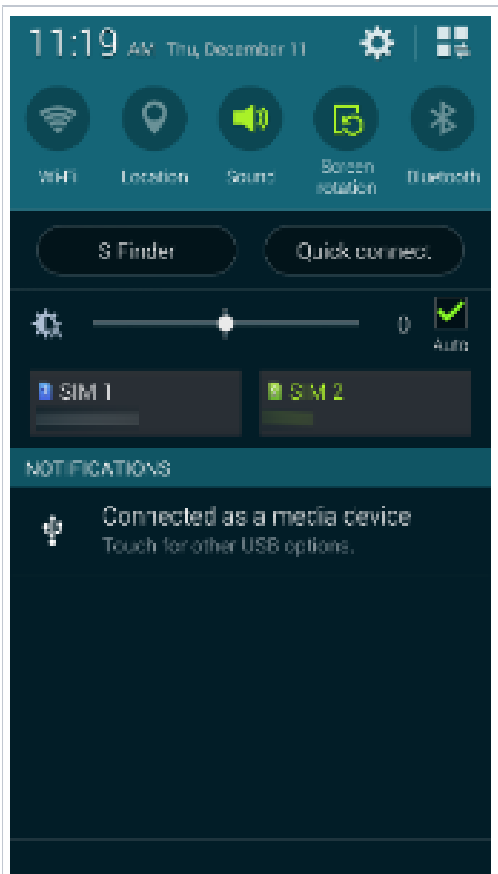 11:19 AM Thu, December 11
Wi-Fi Location Sound Screen rotation Bluetooth
S Finder Quick connect
0 Auto
SIM 1 SIM 2
NOTIFICATIONS
Connected as a media device
Touch for other USB options.